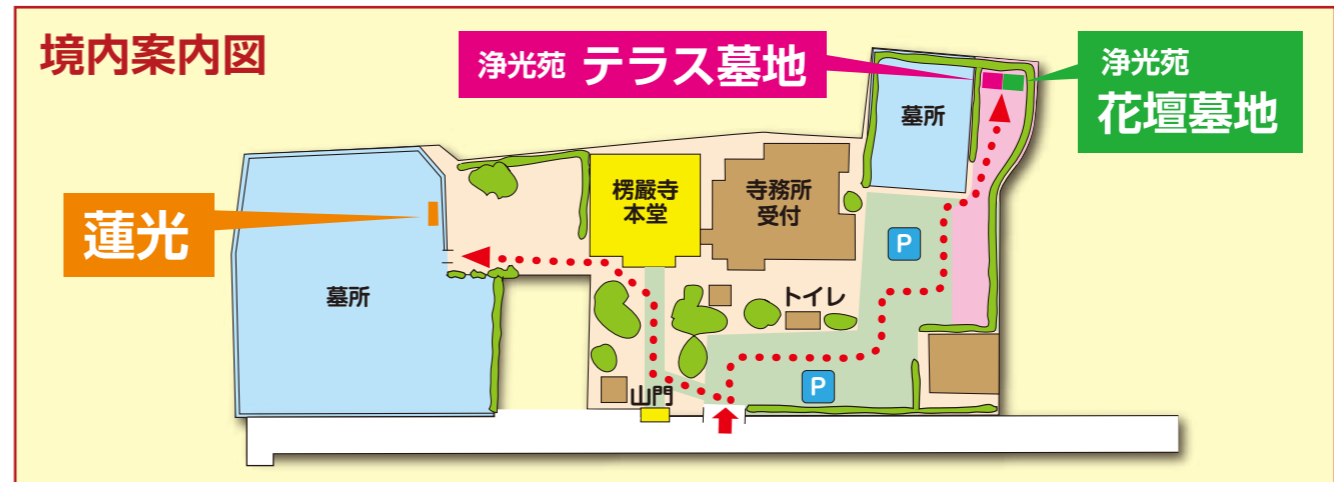 境内案内図
浄光苑 テラス墓地
浄光苑
花壇墓地
墓所
楞嚴寺
本堂
寺務所
受付
蓮光
P
墓所
トイレ
P
山門